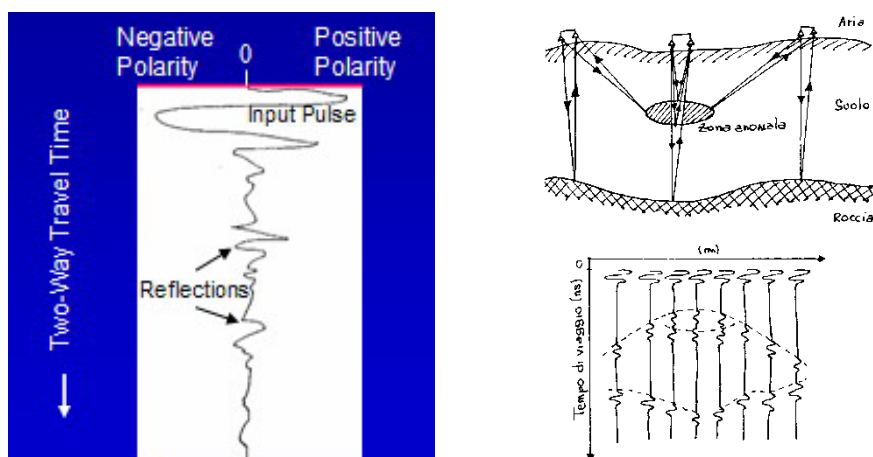 Negative
Polarity
0
Positive
Polarity
Input Pulse
Two-Way Travel Time
Reflections
Aria
Suolo
Zona anomala
Roccia
(m)
0
Tempo di viaggio (ns)